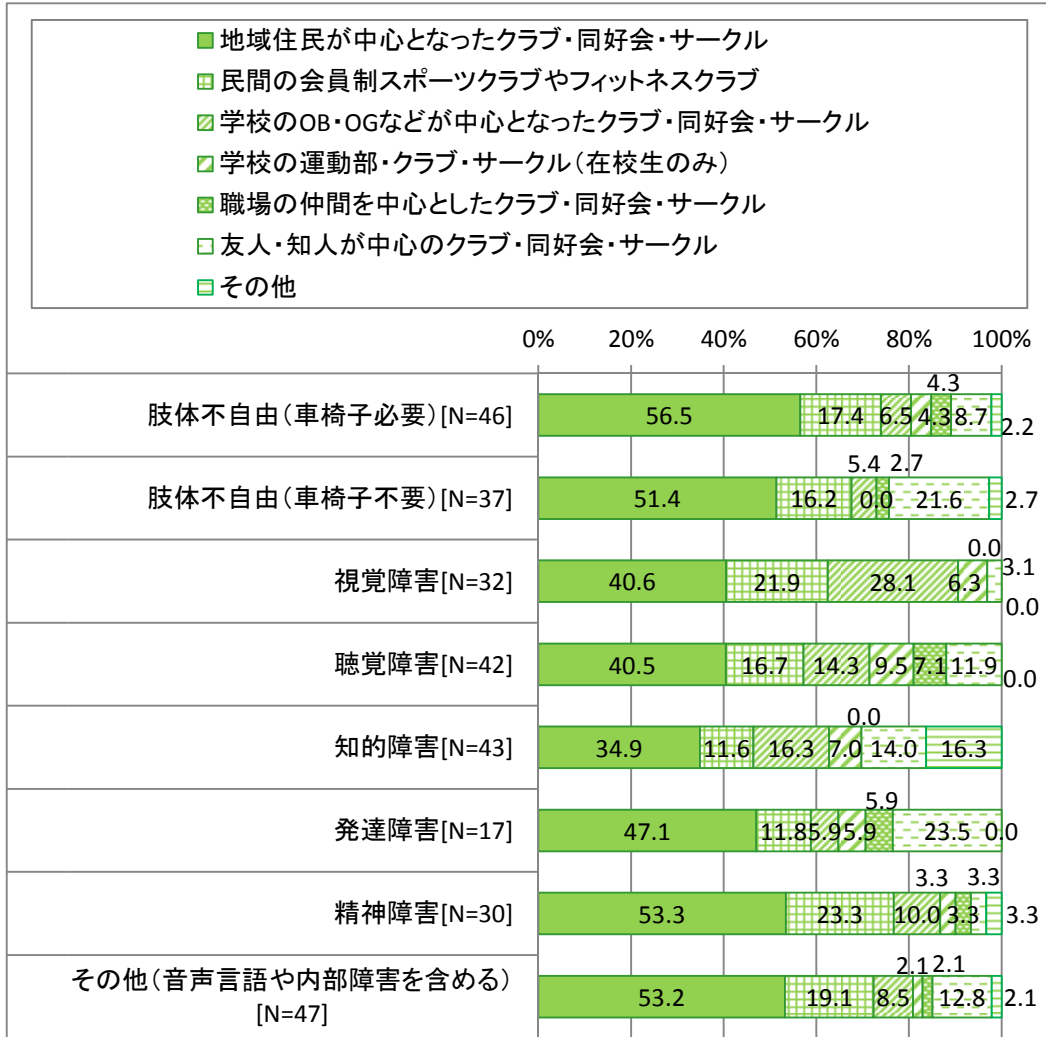 地域住民が中心となったクラブ・同好会・サークル
民間の会員制スポーツクラブやフィットネスクラブ
学校のOB・OGなどが中心となったクラブ・同好会・サークル
学校の運動部・クラブ・サークル（在校生のみ）
職場の仲間を中心としたクラブ・同好会・サークル
友人・知人が中心のクラブ・同好会・サークル
その他
0% 20% 40% 60% 80% 100%
4.3
肢体不自由（車椅子必要）[N=46] 56.5 17.4 6.5 4.3 8.7 2.2
5.4 2.7
肢体不自由（車椅子不要）[N=37] 51.4 16.2 0.0 21.6 2.7
0.0
視覚障害[N=32] 40.6 21.9 28.1 6.3 3.1
0.0
聴覚障害[N=42] 40.5 16.7 14.3 9.5 7.1 11.9 0.0
0.0
知的障害[N=43] 34.9 11.6 16.3 7.0 14.0 16.3
5.9
発達障害[N=17] 47.1 11.8 5.9 5.9 23.5 0.0
3.3 3.3
精神障害[N=30] 53.3 23.3 10.0 3.3 3.3
2.1 2.1
その他（音声言語や内部障害を含める）
[N=47] 53.2 19.1 8.5 12.8 2.1